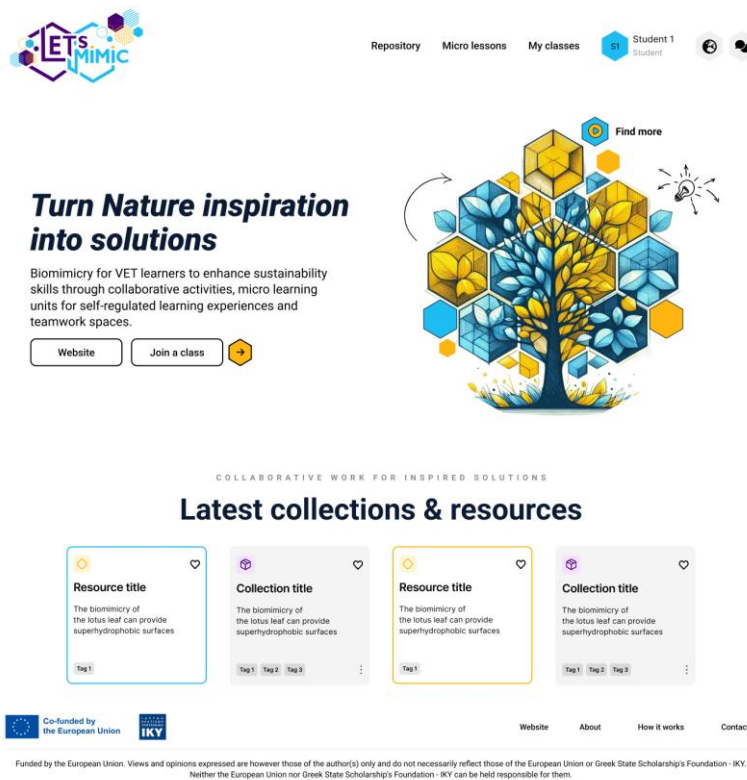 LET'S
MiMiC
Repository Micro lessons My classes S1 Student 1
Student
Find more
Turn Nature inspiration
into solutions
Biomimicry for VET learners to enhance sustainability
skills through collaborative activities, micro learning
units for self-regulated learning experiences and
teamwork spaces.
Website Join a class
COLLABORATIVE WORK FOR INSPIRED SOLUTIONS
Latest collections & resources
Resource title
The biomimicry of
the lotus leaf can provide
superhydrophobic surfaces
Tag 1
Collection title
The biomimicry of
the lotus leaf can provide
superhydrophobic surfaces
Tag 1 Tag 2 Tag 3
Resource title
The biomimicry of
the lotus leaf can provide
superhydrophobic surfaces
Tag 1
Collection title
The biomimicry of
the lotus leaf can provide
superhydrophobic surfaces
Tag 1 Tag 2 Tag 3
Co-funded by
the European Union
IKY
Website About How it works Contac
Funded by the European Union. Views and opinions expressed are however those of the author(s) only and do not necessarily reflect those of the European Union or Greek State Scholarship's Foundation - IKY.
Neither the European Union nor Greek State Scholarship's Foundation - IKY can be held responsible for them.